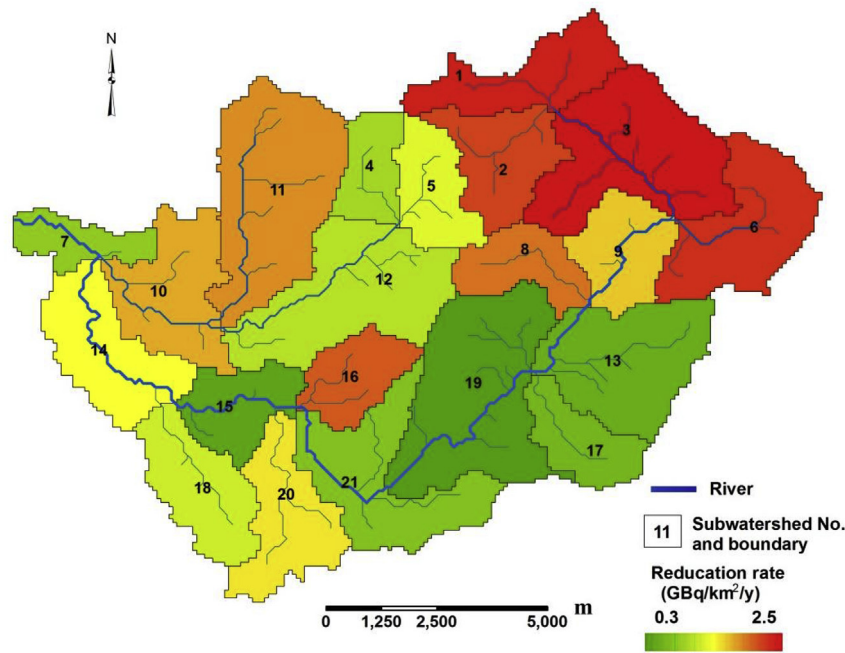 N
1
3
4
2
5
11
6
7
8
9
12
10
14
13
16
19
15
17
21
18
20
River
11
Subwatershed No.
and boundary
Reducation rate
(GBq/km²/y)
0.3 2.5
m
0 1,250 2,500 5,000